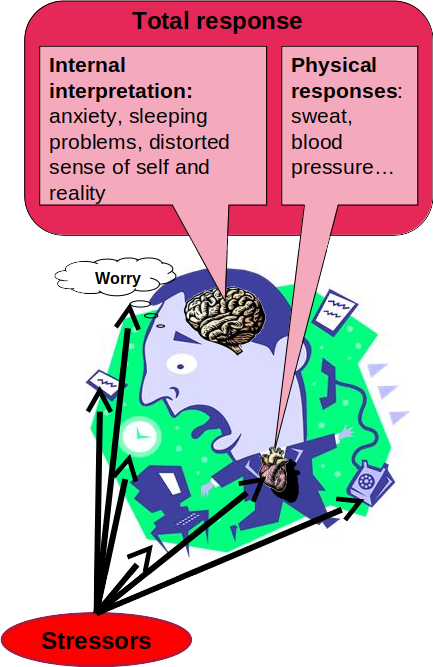 Total response
Internal
interpretation:
anxiety, sleeping
problems, distorted
sense of self and
reality
Physical
responses:
sweat,
blood
pressure…
Worry
Stressors